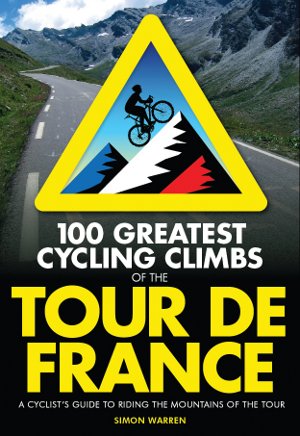 100 GREATEST
CYCLING CLIMBS
OF THE
TOUR DE
FRANCE
A CYCLIST'S GUIDE TO RIDING THE MOUNTAINS OF THE TOUR
SIMON WARREN